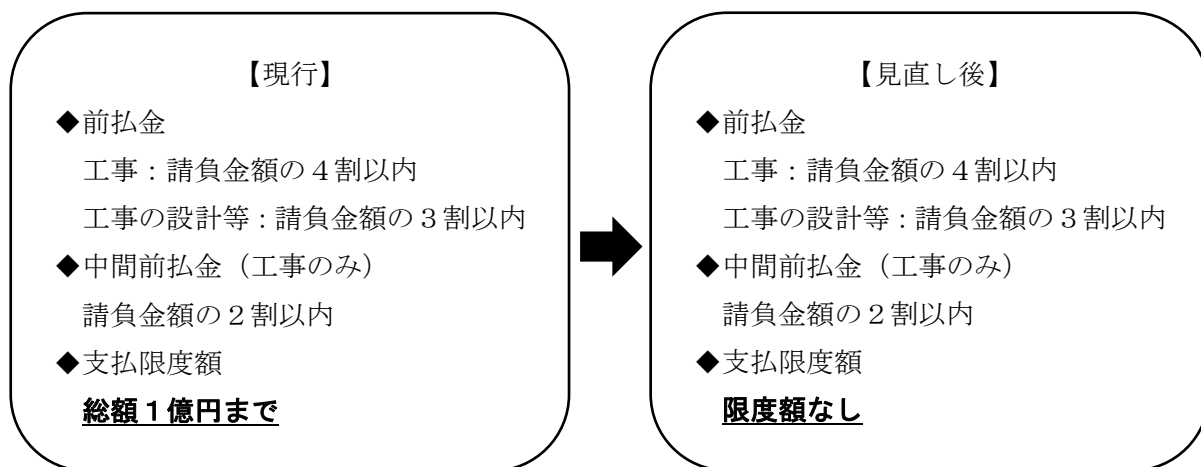 【現行】
◆前払金
工事：請負金額の４割以内
工事の設計等：請負金額の３割以内
◆中間前払金（工事のみ）
請負金額の２割以内
◆支払限度額
総額１億円まで
【見直し後】
◆前払金
工事：請負金額の４割以内
工事の設計等：請負金額の３割以内
◆中間前払金（工事のみ）
請負金額の２割以内
◆支払限度額
限度額なし